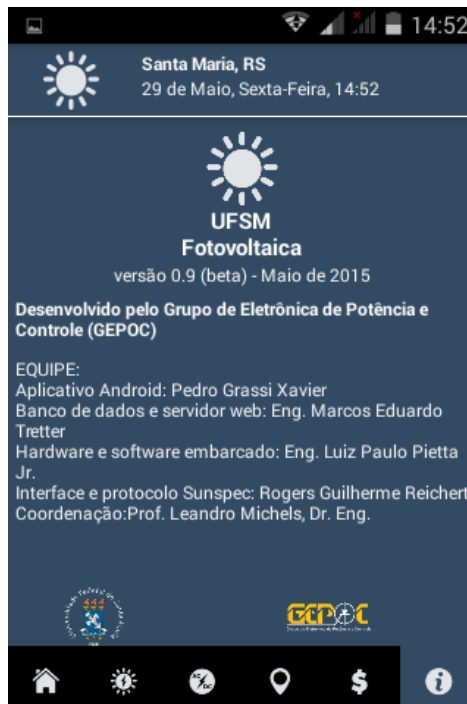 14:52
Santa Maria, RS
29 de Maio, Sexta-Feira, 14:52
UFSM
Fotovoltaica
versão 0.9 (beta) - Maio de 2015
Desenvolvido pelo Grupo de Eletrônica de Potência e
Controle (GEPOC)
EQUIPE:
Aplicativo Android: Pedro Grassi Xavier
Banco de dados e servidor web: Eng. Marcos Eduardo
Tretter
Hardware e software embarcado: Eng. Luiz Paulo Pietta
Jr.
Interface e protocolo Sunspec: Rogers Guilherme Reichert
Coordenação:Prof. Leandro Michels, Dr. Eng.
GEPOC
$
i